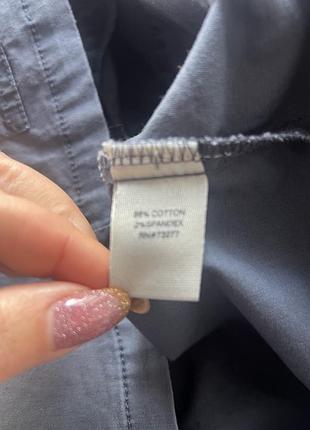 98% COTTON
2% SPANDEX
RN#73277